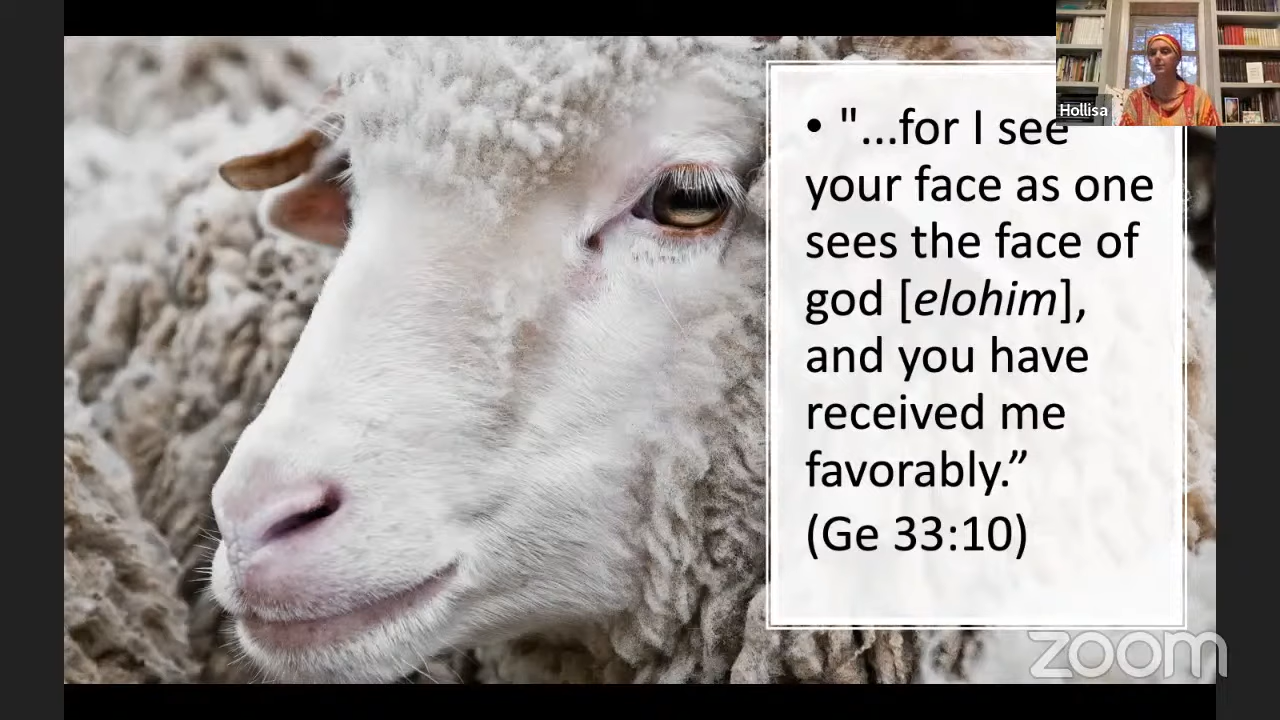 Hollisa
• "...for I see
your face as one
sees the face of
god [elohim],
and you have
received me
favorably.”
(Ge 33:10)
zoom